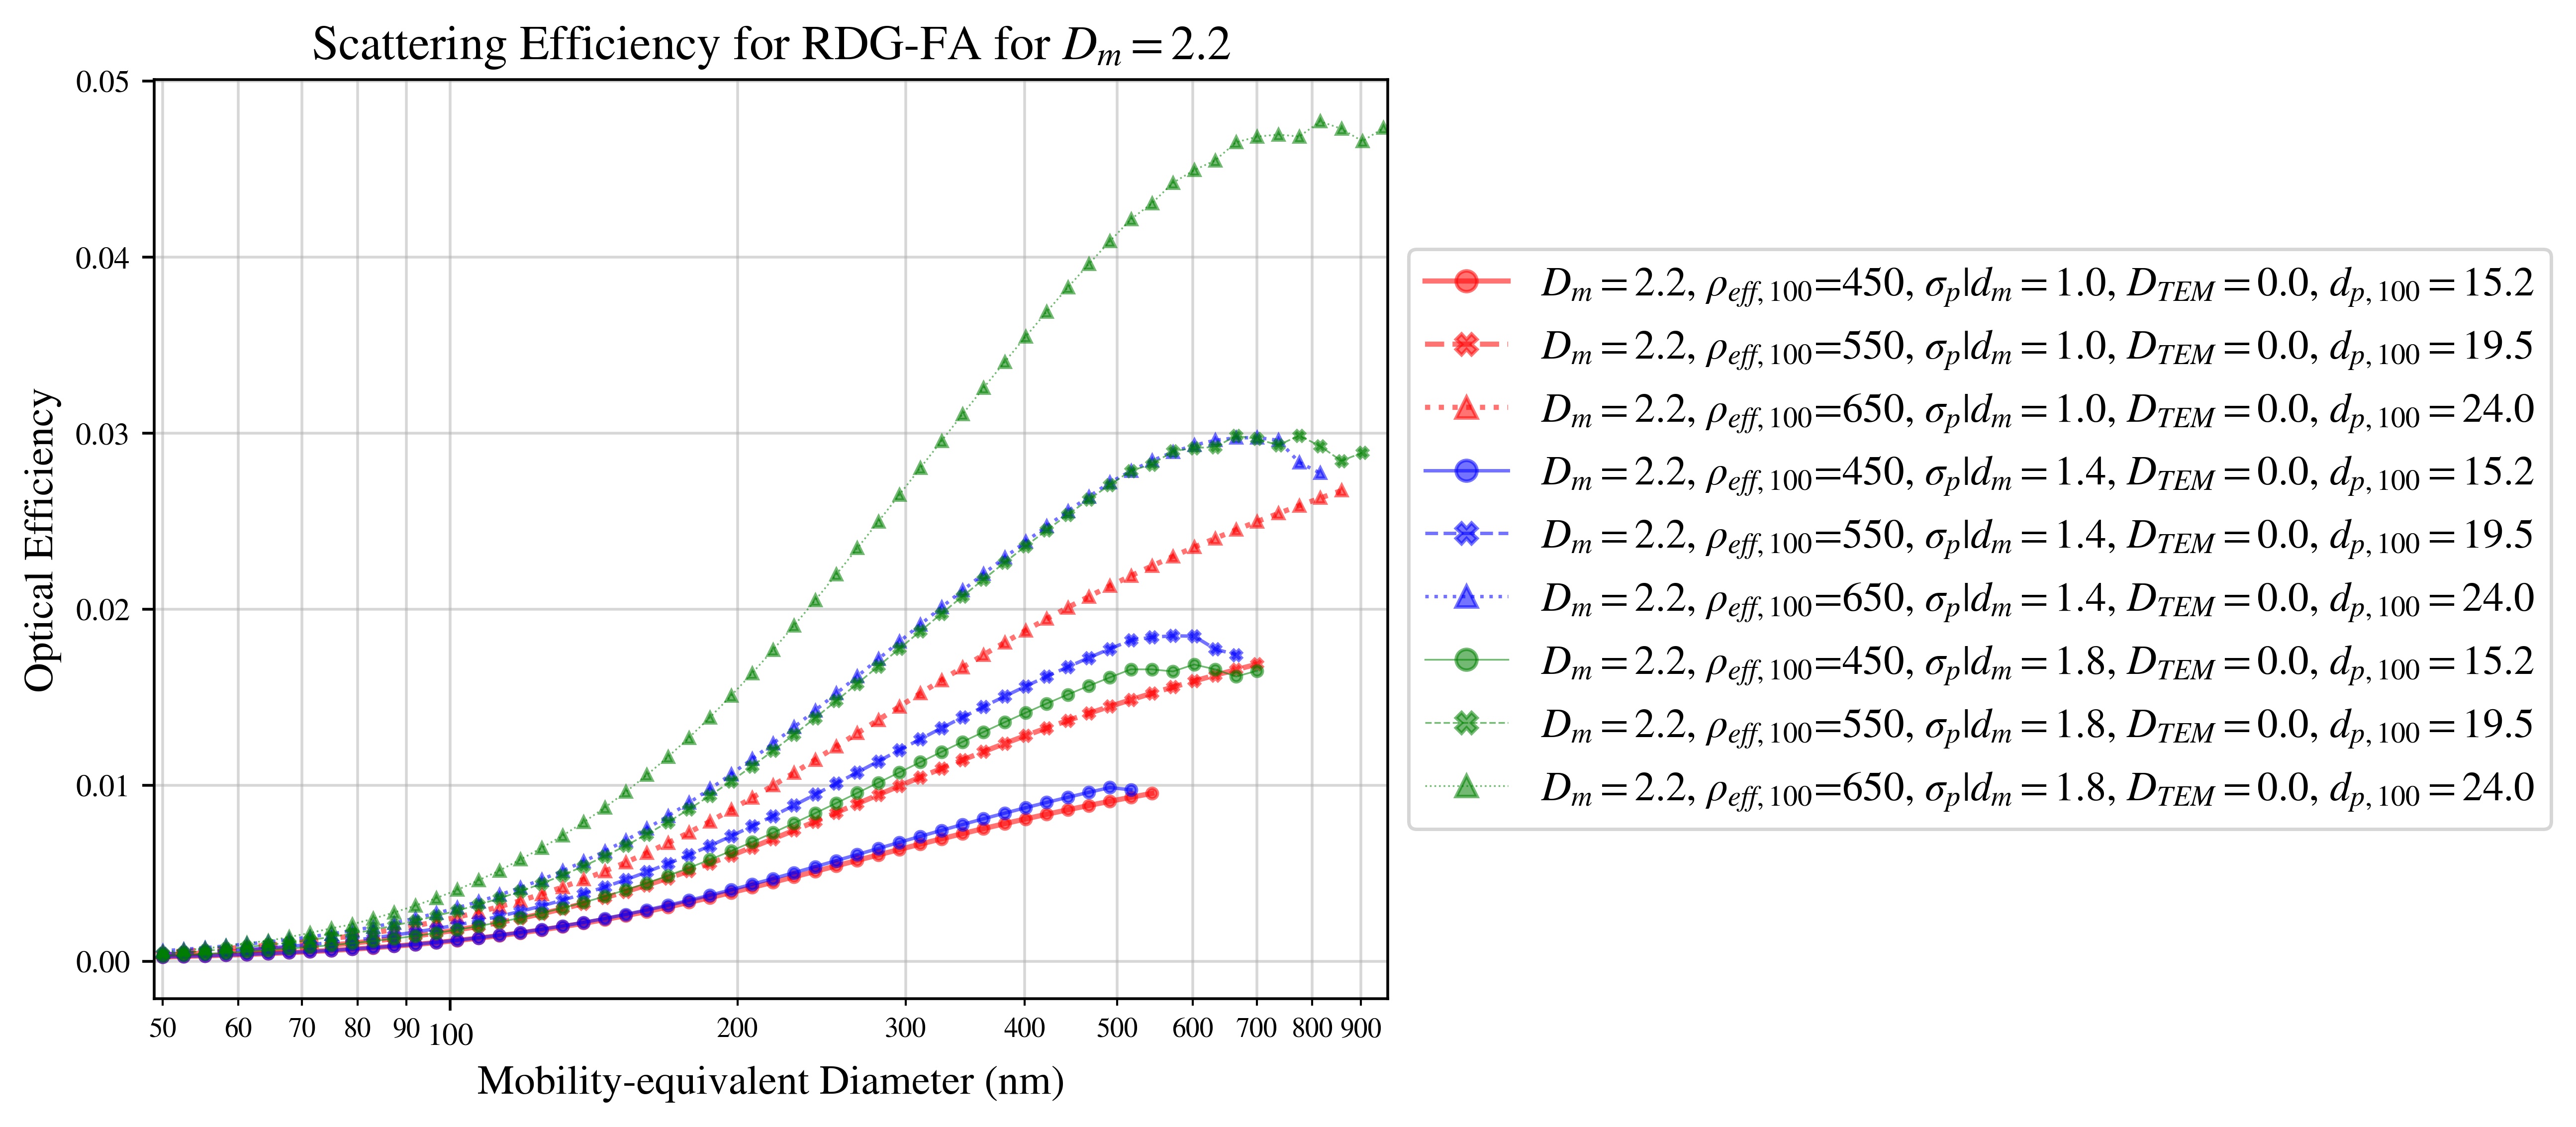 Scattering Efficiency for RDG-FA for Dₘ = 2.2
0.05
0.04
0.03
0.02
0.01
0.00
Optical Efficiency
50 60 70 80 90 100 200 300 400 500 600 700 800 900
Mobility-equivalent Diameter (nm)
D_m = 2.2, ρ_eff,100=450, σ_p|d_m = 1.0, D_TEM = 0.0, d_p,100 = 15.2
D_m = 2.2, ρ_eff,100=550, σ_p|d_m = 1.0, D_TEM = 0.0, d_p,100 = 19.5
D_m = 2.2, ρ_eff,100=650, σ_p|d_m = 1.0, D_TEM = 0.0, d_p,100 = 24.0
D_m = 2.2, ρ_eff,100=450, σ_p|d_m = 1.4, D_TEM = 0.0, d_p,100 = 15.2
D_m = 2.2, ρ_eff,100=550, σ_p|d_m = 1.4, D_TEM = 0.0, d_p,100 = 19.5
D_m = 2.2, ρ_eff,100=650, σ_p|d_m = 1.4, D_TEM = 0.0, d_p,100 = 24.0
D_m = 2.2, ρ_eff,100=450, σ_p|d_m = 1.8, D_TEM = 0.0, d_p,100 = 15.2
D_m = 2.2, ρ_eff,100=550, σ_p|d_m = 1.8, D_TEM = 0.0, d_p,100 = 19.5
D_m = 2.2, ρ_eff,100=650, σ_p|d_m = 1.8, D_TEM = 0.0, d_p,100 = 24.0